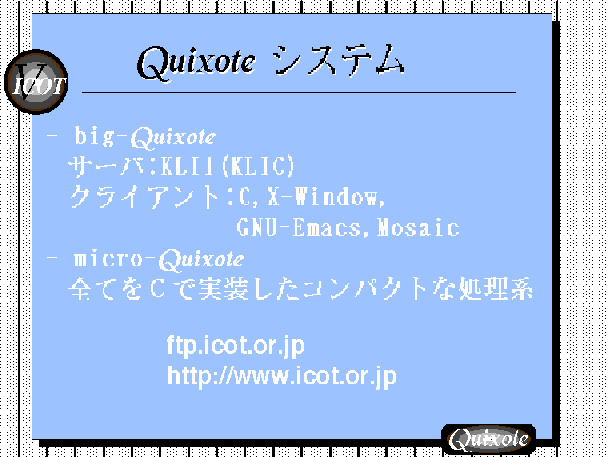 Quixote システム
ICOT
- big-Quixote
サーバ:KL1(KLIC)
クライアント:C,X-Window,
GNU-Emacs,Mosaic
- micro-Quixote
全てをCで実装したコンパクトな処理系
ftp.icot.or.jp
http://www.icot.or.jp
Quixote